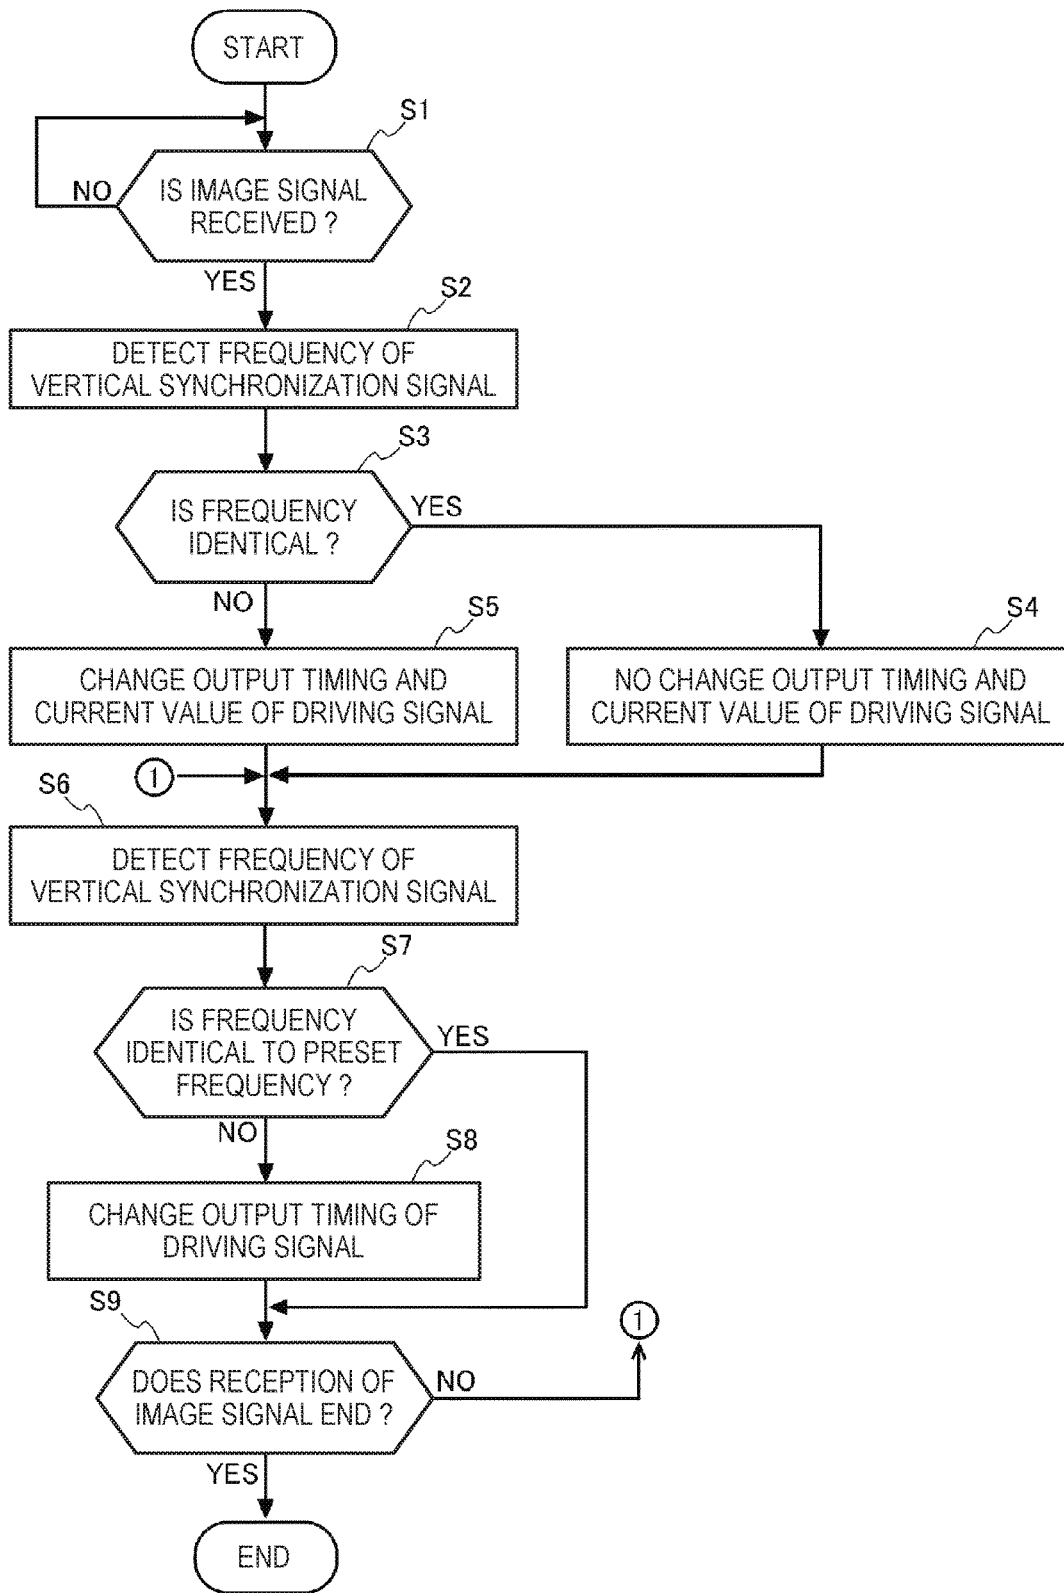 START
S1
NO
IS IMAGE SIGNAL
RECEIVED ?
YES
S2
DETECT FREQUENCY OF
VERTICAL SYNCHRONIZATION SIGNAL
S3
IS FREQUENCY
IDENTICAL ?
YES
NO
S5
S4
CHANGE OUTPUT TIMING AND
CURRENT VALUE OF DRIVING SIGNAL
NO CHANGE OUTPUT TIMING AND
CURRENT VALUE OF DRIVING SIGNAL
1
S6
DETECT FREQUENCY OF
VERTICAL SYNCHRONIZATION SIGNAL
S7
IS FREQUENCY
IDENTICAL TO PRESET
FREQUENCY ?
YES
NO
S8
CHANGE OUTPUT TIMING OF
DRIVING SIGNAL
S9
1
DOES RECEPTION OF
IMAGE SIGNAL END ?
NO
YES
END